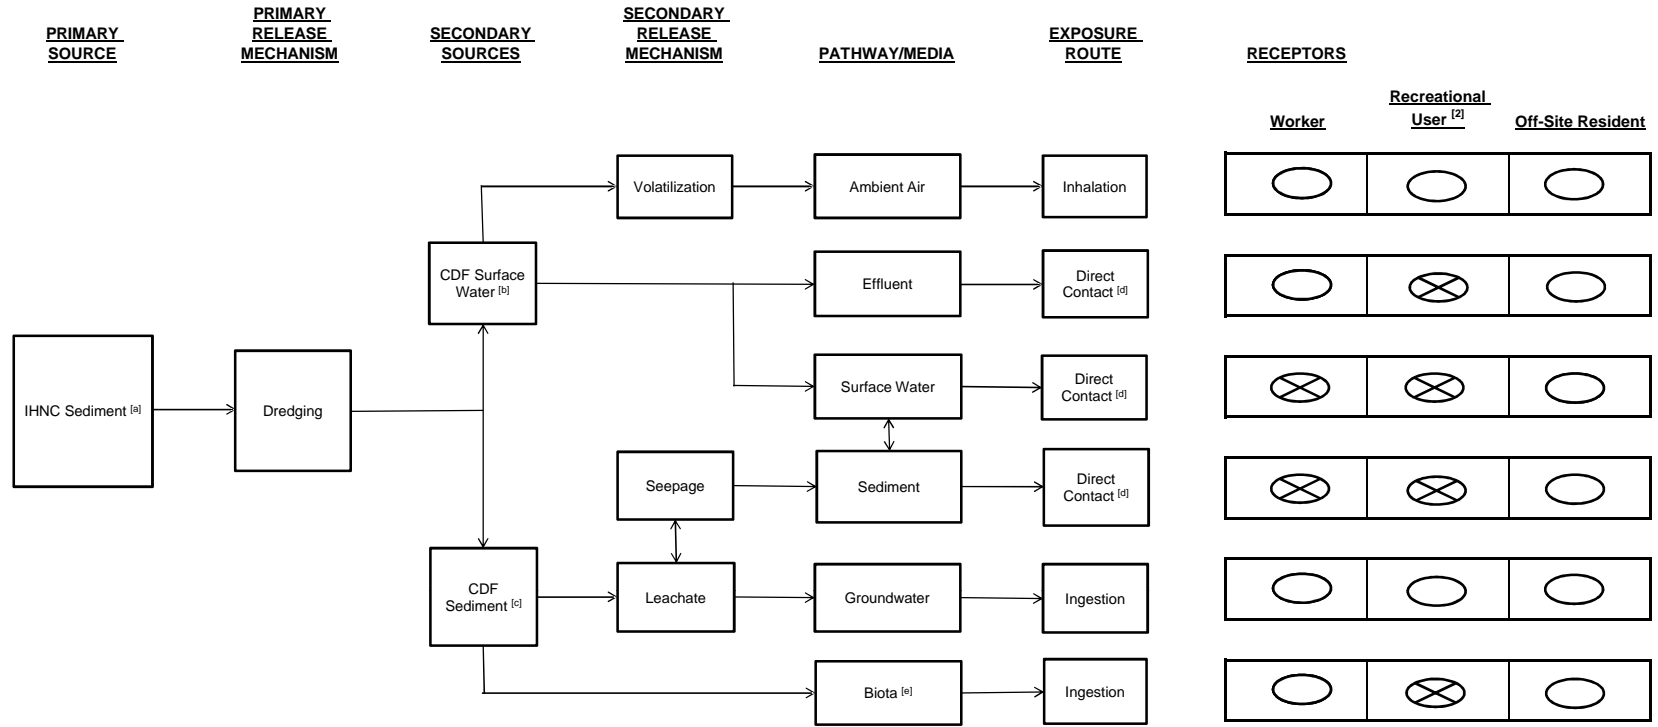 PRIMARY
SOURCE
PRIMARY
RELEASE
MECHANISM
SECONDARY
SOURCES
SECONDARY
RELEASE
MECHANISM
PATHWAY/MEDIA
EXPOSURE
ROUTE
RECEPTORS
Worker
Recreational
User [2]
Off-Site Resident
Volatilization
Ambient Air
Inhalation
CDF Surface
Water [b]
Effluent
Direct
Contact [d]
IHNC Sediment [a]
Dredging
Surface Water
Direct
Contact [d]
Seepage
Sediment
Direct
Contact [d]
CDF
Sediment [c]
Leachate
Groundwater
Ingestion
Biota [e]
Ingestion